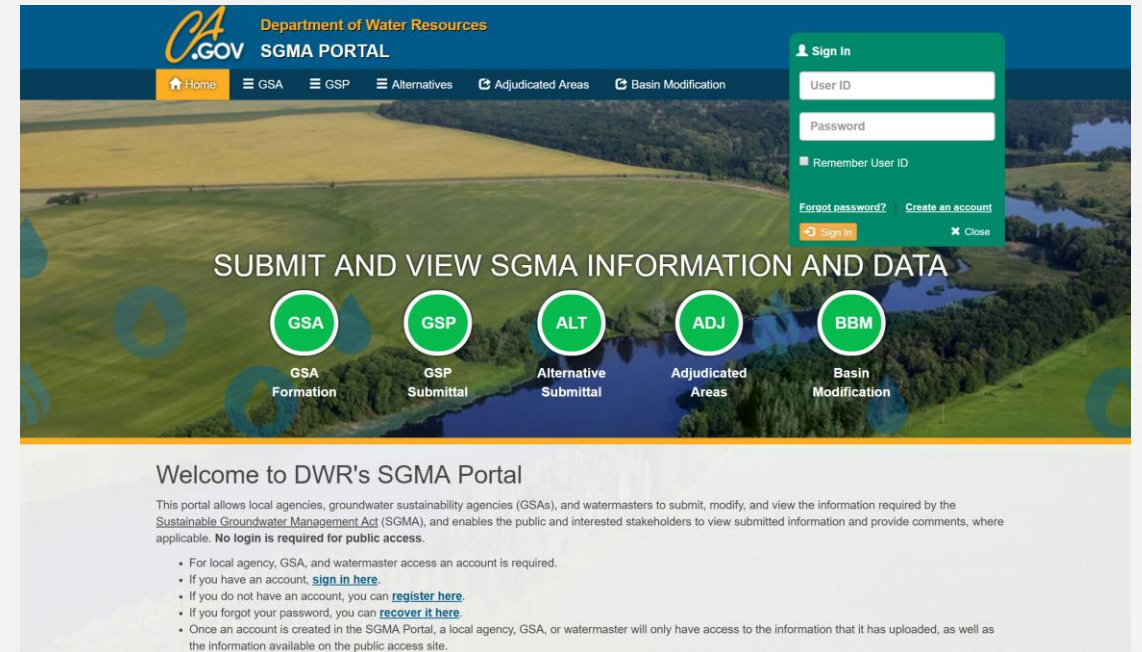 CA
.GOV
Department of Water Resources
SGMA PORTAL
Sign In
Home GSA GSP Alternatives Adjudicated Areas Basin Modification
User ID
Password
Remember User ID
Forgot password? Create an account
Sign In Close
SUBMIT AND VIEW SGMA INFORMATION AND DATA
GSA GSP ALT ADJ BBM
GSA GSP Alternative Adjudicated Basin
Formation Submittal Submittal Areas Modification
Welcome to DWR's SGMA Portal
This portal allows local agencies, groundwater sustainability agencies (GSAs), and watermasters to submit, modify, and view the information required by the
Sustainable Groundwater Management Act (SGMA), and enables the public and interested stakeholders to view submitted information and provide comments, where
applicable. No login is required for public access.
• For local agency, GSA, and watermaster access an account is required.
• If you have an account, sign in here.
• If you do not have an account, you can register here.
• If you forgot your password, you can recover it here.
• Once an account is created in the SGMA Portal, a local agency, GSA, or watermaster will only have access to the information that it has uploaded, as well as
the information available on the public access site.